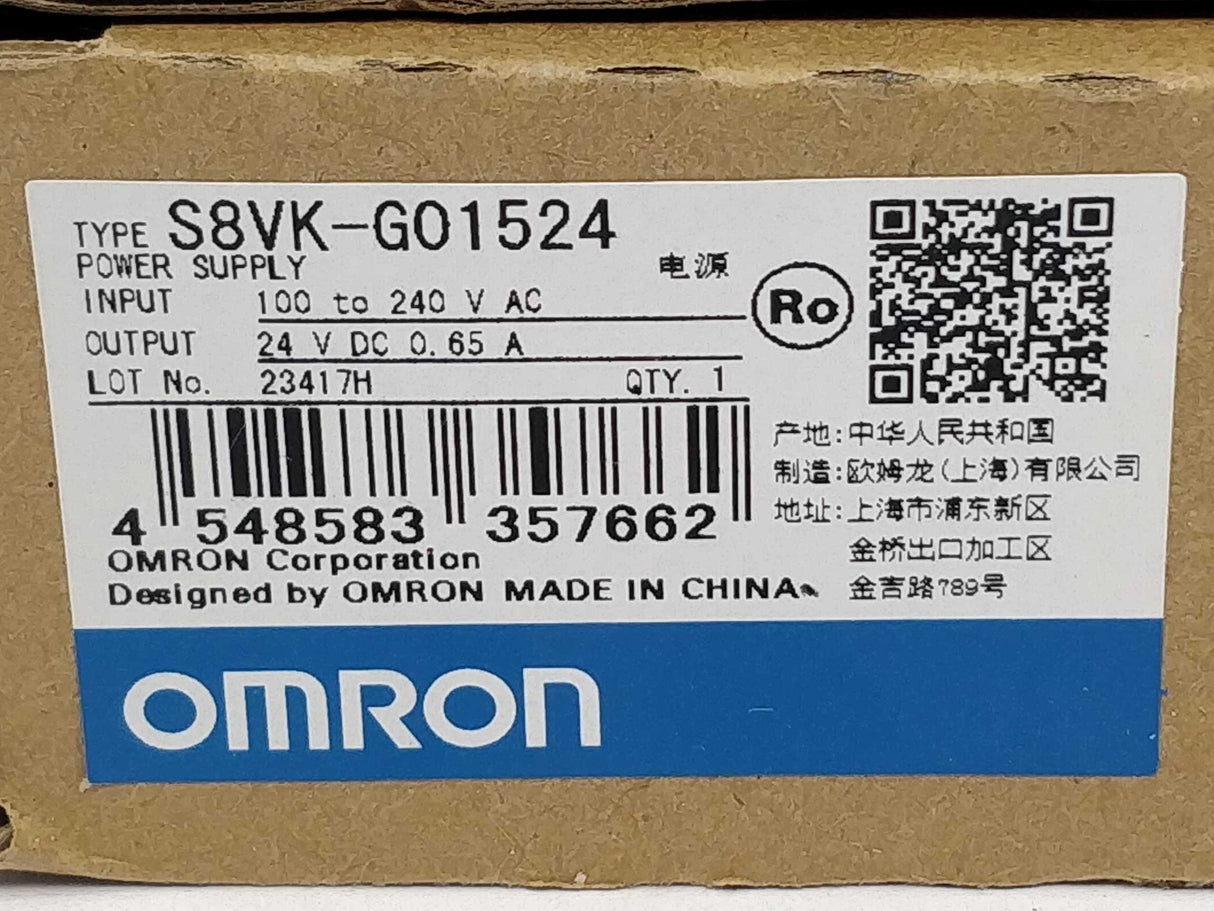 TYPE S8VK-G01524
POWER SUPPLY 电源
INPUT 100 to 240 V AC
OUTPUT 24 V DC 0.65 A
LOT No. 23417H QTY. 1
Ro
4 548583 357662
OMRON Corporation
Designed by OMRON MADE IN CHINA
产地:中华人民共和国
制造:欧姆龙(上海)有限公司
地址:上海市浦东新区
金桥出口加工区
金吉路789号
OMRON